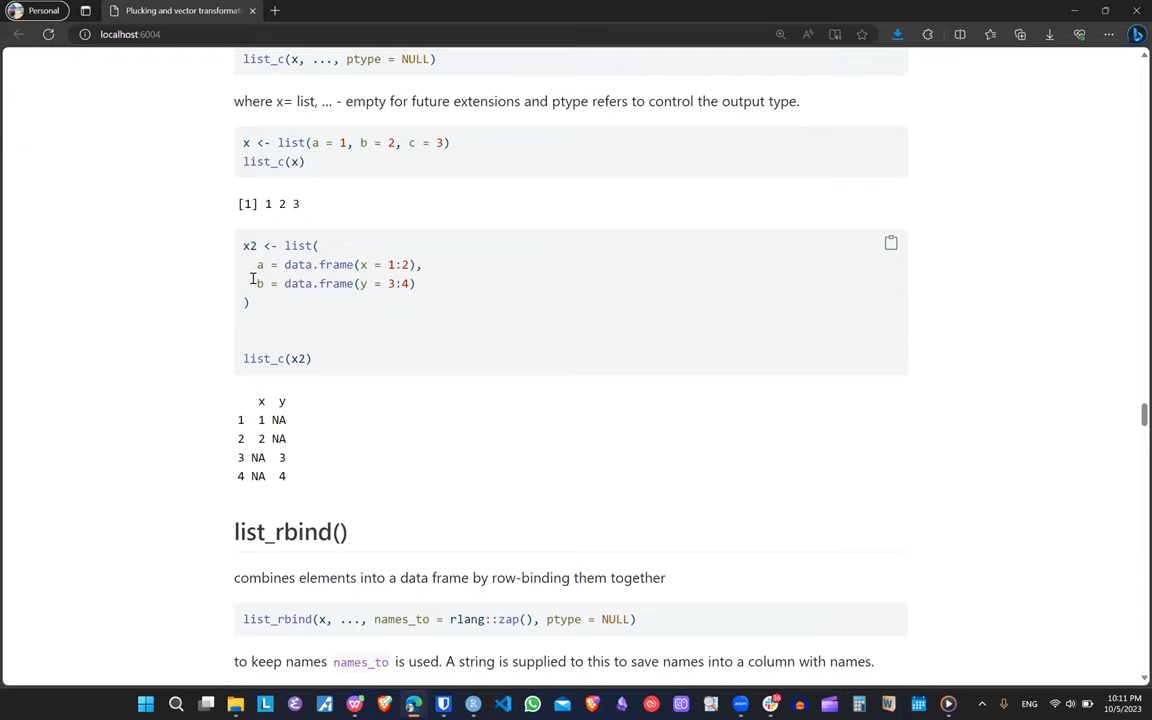 Personal
Plucking and vector transformati
localhost:6004
list_c(x, ..., ptype = NULL)
where x= list, ... - empty for future extensions and ptype refers to control the output type.
x <- list(a = 1, b = 2, c = 3)
list_c(x)
[1] 1 2 3
x2 <- list(
a = data.frame(x = 1:2),
b = data.frame(y = 3:4)
)
list_c(x2)
x y
1 1 NA
2 2 NA
3 NA 3
4 NA 4
list_rbind()
combines elements into a data frame by row-binding them together
list_rbind(x, ..., names_to = rlang::zap(), ptype = NULL)
to keep names names_to is used. A string is supplied to this to save names into a column with names.
ENG
10:11 PM
10/5/2023